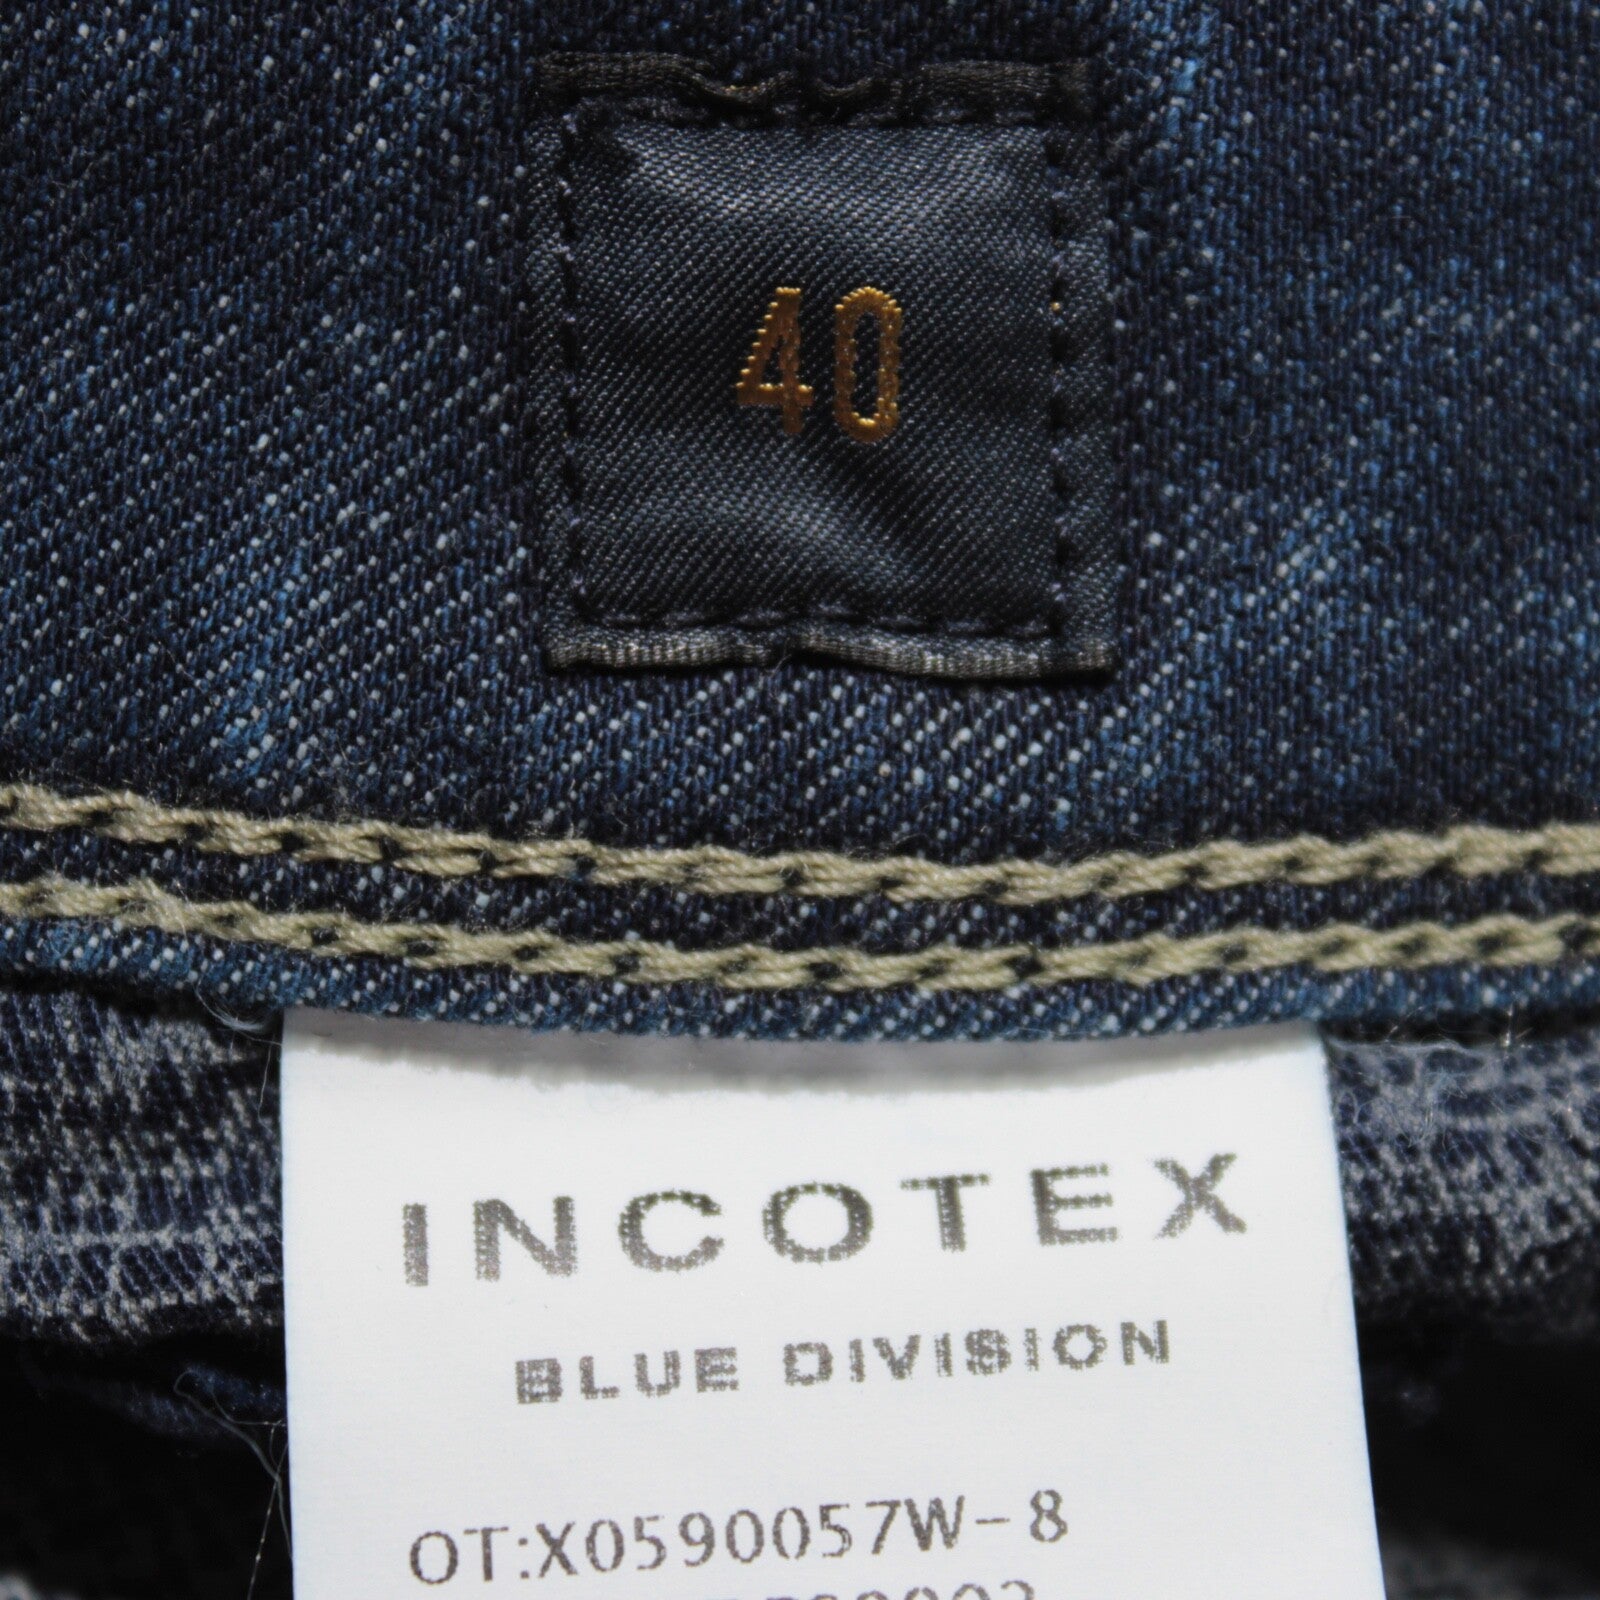 40
INCOTEX
BLUE DIVISION
OT:X0590057W-8